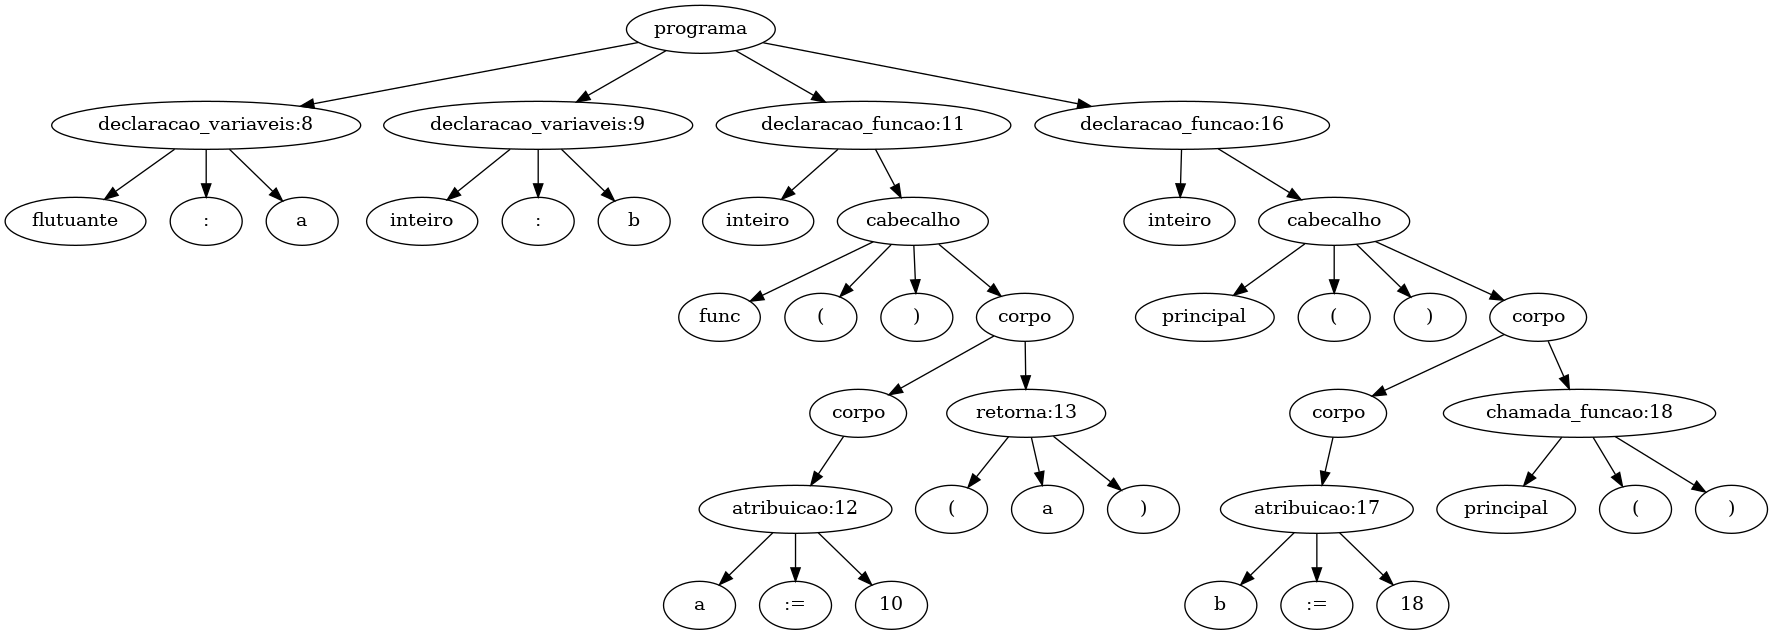 programa
declaracao_variaveis:8 declaracao_variaveis:9 declaracao_funcao:11 declaracao_funcao:16
flutuante : a inteiro : b inteiro cabecalho inteiro cabecalho
func ( ) corpo principal ( ) corpo
corpo retorna:13 corpo chamada_funcao:18
atribuicao:12 ( a ) atribuicao:17 principal ( )
a := 10 b := 18